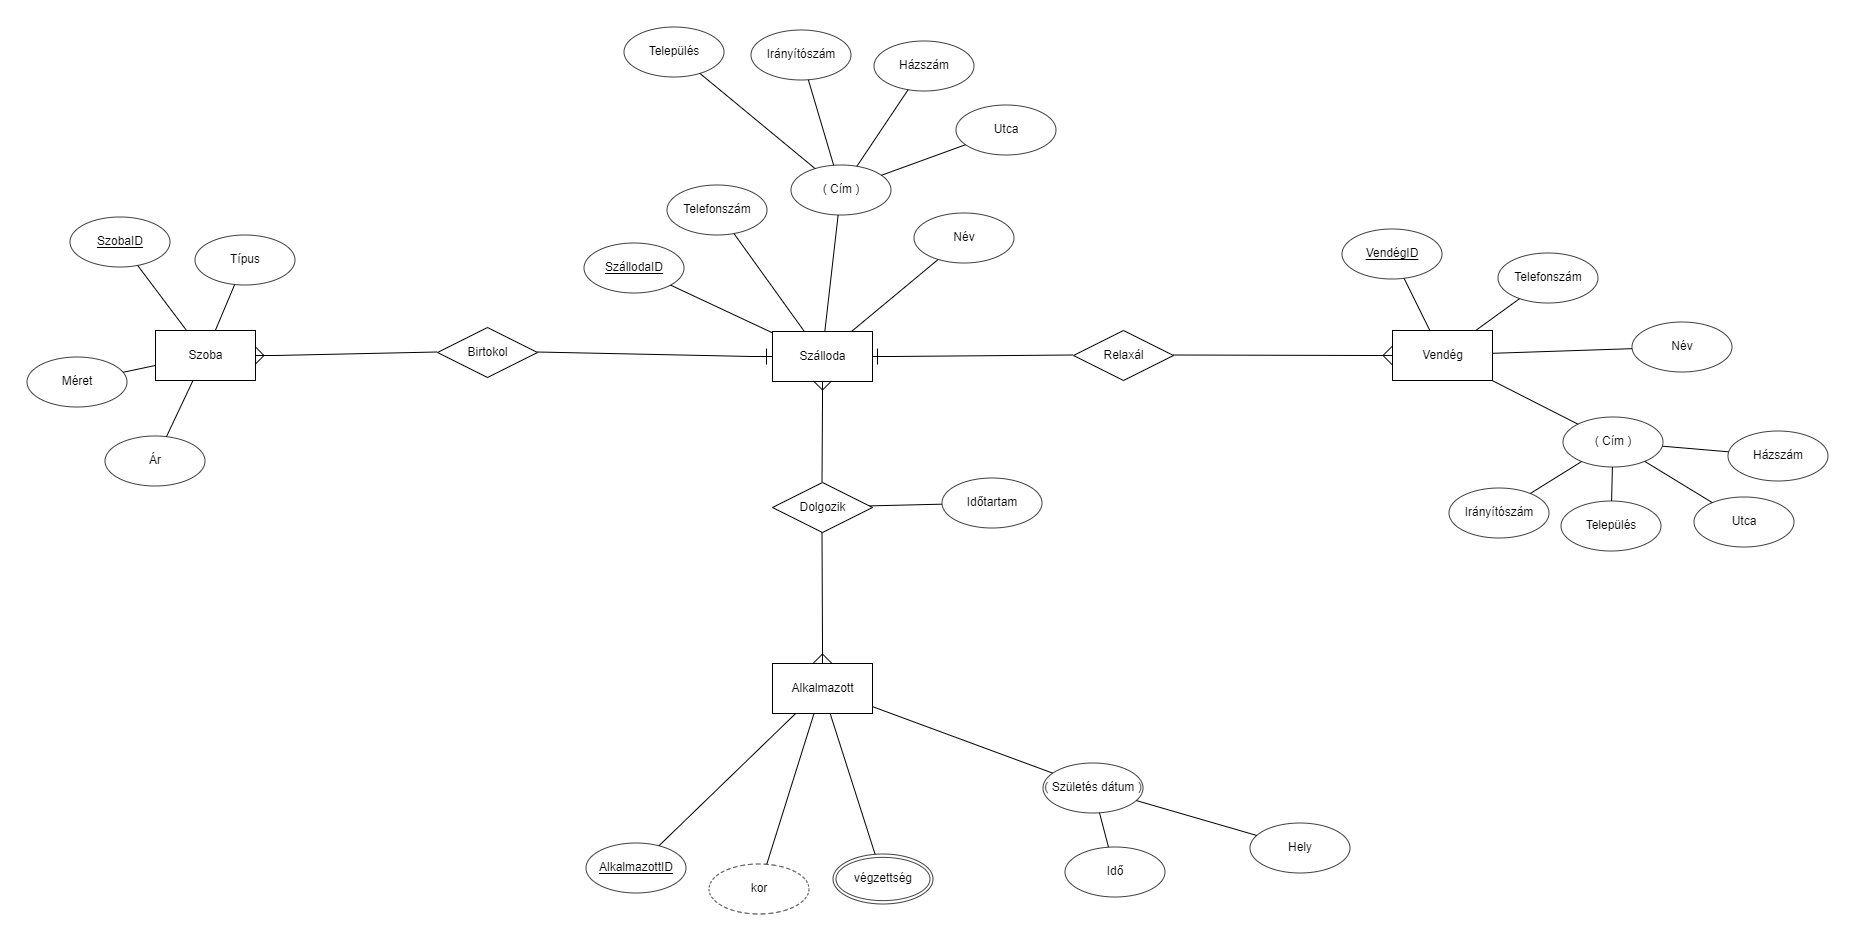 Település
Irányítószám
Házszám
Utca
( Cím )
Telefonszám
SzállodaID
Név
SzobaID
Típus
VendégID
Telefonszám
Szoba
Birtokol
Szálloda
Relaxál
Vendég
Név
Méret
Ár
( Cím )
Házszám
Irányítószám
Település
Utca
Dolgozik
Időtartam
Alkalmazott
( Születés dátum )
AlkalmazottID
kor
végzettség
Idő
Hely